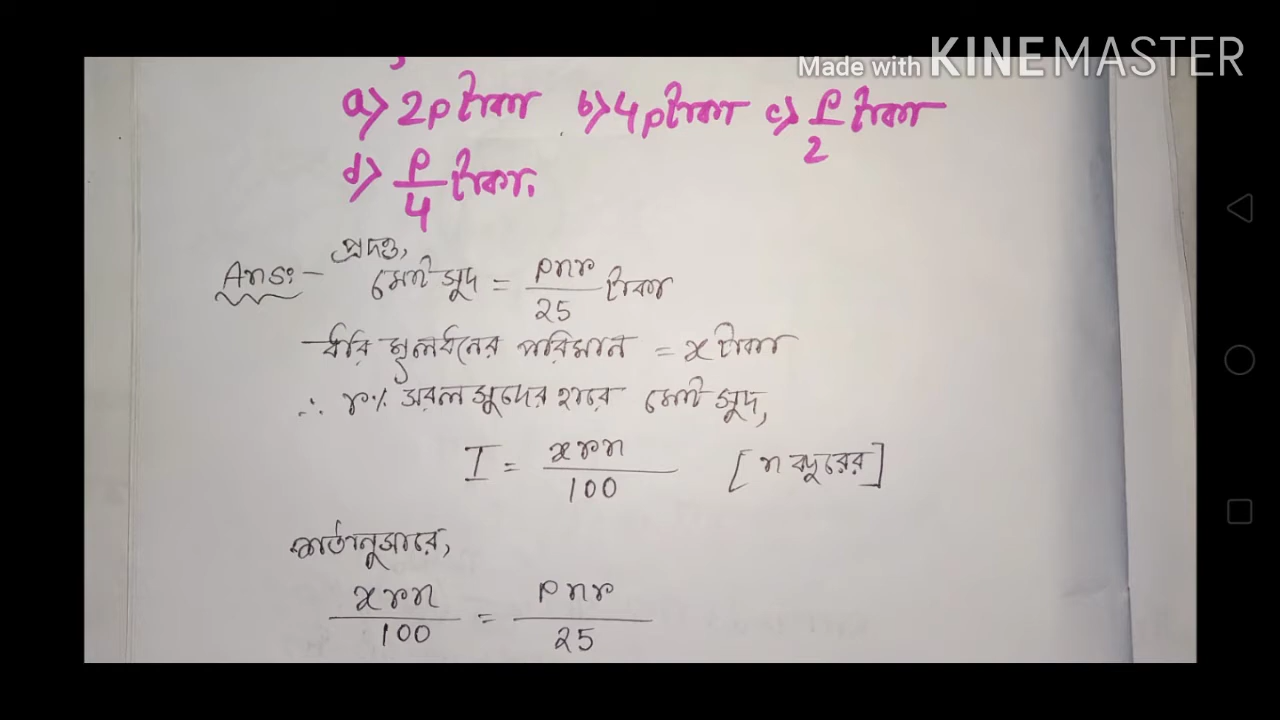 Made with KINEMASTER
a) 2p টাকা b) 4p টাকা c) p/2 টাকা
d) p/4 টাকা।
Ans:- প্রদত্ত,
মোট সুদ = pnr/25 টাকা
ধরি মূলধনের পরিমান = x টাকা
∴ r% সরল সুদের হারে মোট সুদ,
I = xrn/100 [n বছরের]
শর্তানুসারে,
xrn/100 = pnr/25